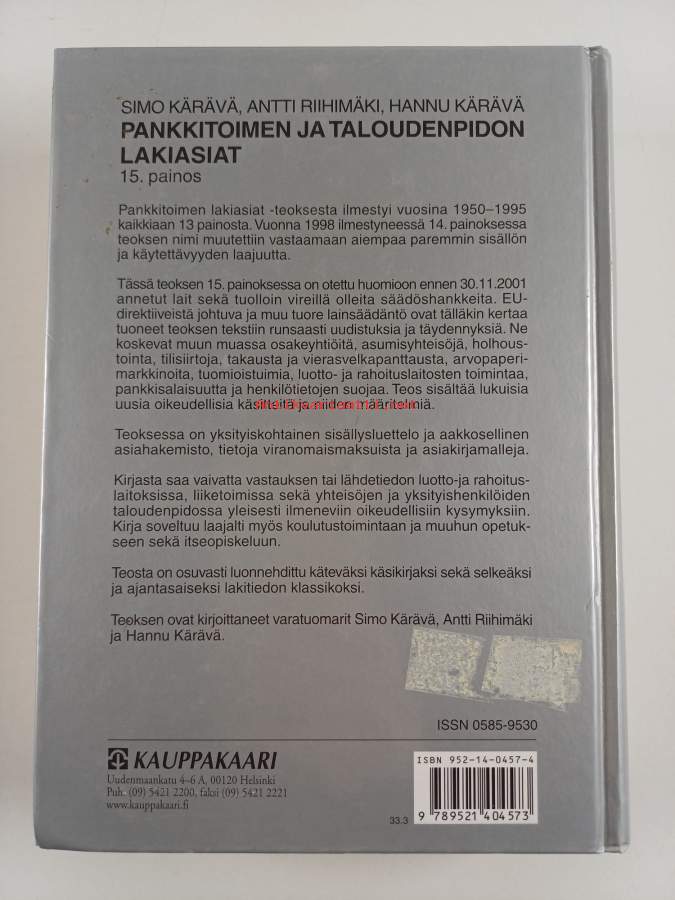 SIMO KÄRÄVÄ, ANTTI RIIHIMÄKI, HANNU KÄRÄVÄ
PANKKITOIMEN JA TALOUDENPIDON
LAKIASIAT
15. painos
Pankkitoimen lakiasiat -teoksesta ilmestyi vuosina 1950–1995
kaikkiaan 13 painosta. Vuonna 1998 ilmestyneessä 14. painoksessa
teoksen nimi muutettiin vastaamaan aiempaa paremmin sisällön
ja käytettävyyden laajuutta.
Tässä teoksen 15. painoksessa on otettu huomioon ennen 30.11.2001
annetut lait sekä tuolloin vireillä olleita säädöshankkeita. EU-
direktiiveistä johtuva ja muu tuore lainsäädäntö ovat tälläkin kertaa
tuoneet teoksen tekstiin runsaasti uudistuksia ja täydennyksiä. Ne
koskevat muun muassa osakeyhtiöitä, asumisyhteisöjä, holhous-
tointa, tilisiirtoja, takausta ja vierasvelkapanttausta, arvopaperi-
markkinoita, tuomioistuimia, luotto- ja rahoituslaitosten toimintaa,
pankkisalaisuutta ja henkilötietojen suojaa. Teos sisältää lukuisia
uusia oikeudellisia käsitteitä ja niiden määritelmiä.
Teoksessa on yksityiskohtainen sisällysluettelo ja aakkosellinen
asiahakemisto, tietoja viranomaismaksuista ja asiakirjamalleja.
Kirjasta saa vaivatta vastauksen tai lähdetiedon luotto-ja rahoitus-
laitoksissa, liiketoimissa sekä yhteisöjen ja yksityishenkilöiden
taloudenpidossa yleisesti ilmeneviin oikeudellisiin kysymyksiin.
Kirja soveltuu laajalti myös koulutustoimintaan ja muuhun opetuk-
seen sekä itseopiskeluun.
Teosta on osuvasti luonnehdittu käteväksi käsikirjaksi sekä selkeäksi
ja ajantasaiseksi lakitiedon klassikoksi.
Teoksen ovat kirjoittaneet varatuomarit Simo Kärävä, Antti Riihimäki
ja Hannu Kärävä.
ISSN 0585-9530
KAUPPAKAARI
Uudenmaankatu 4–6 A, 00120 Helsinki
Puh. (09) 5421 2200, faksi (09) 5421 2221
www.kauppakaari.fi
33.3
ISBN 952-14-0457-4
9 789521 404573